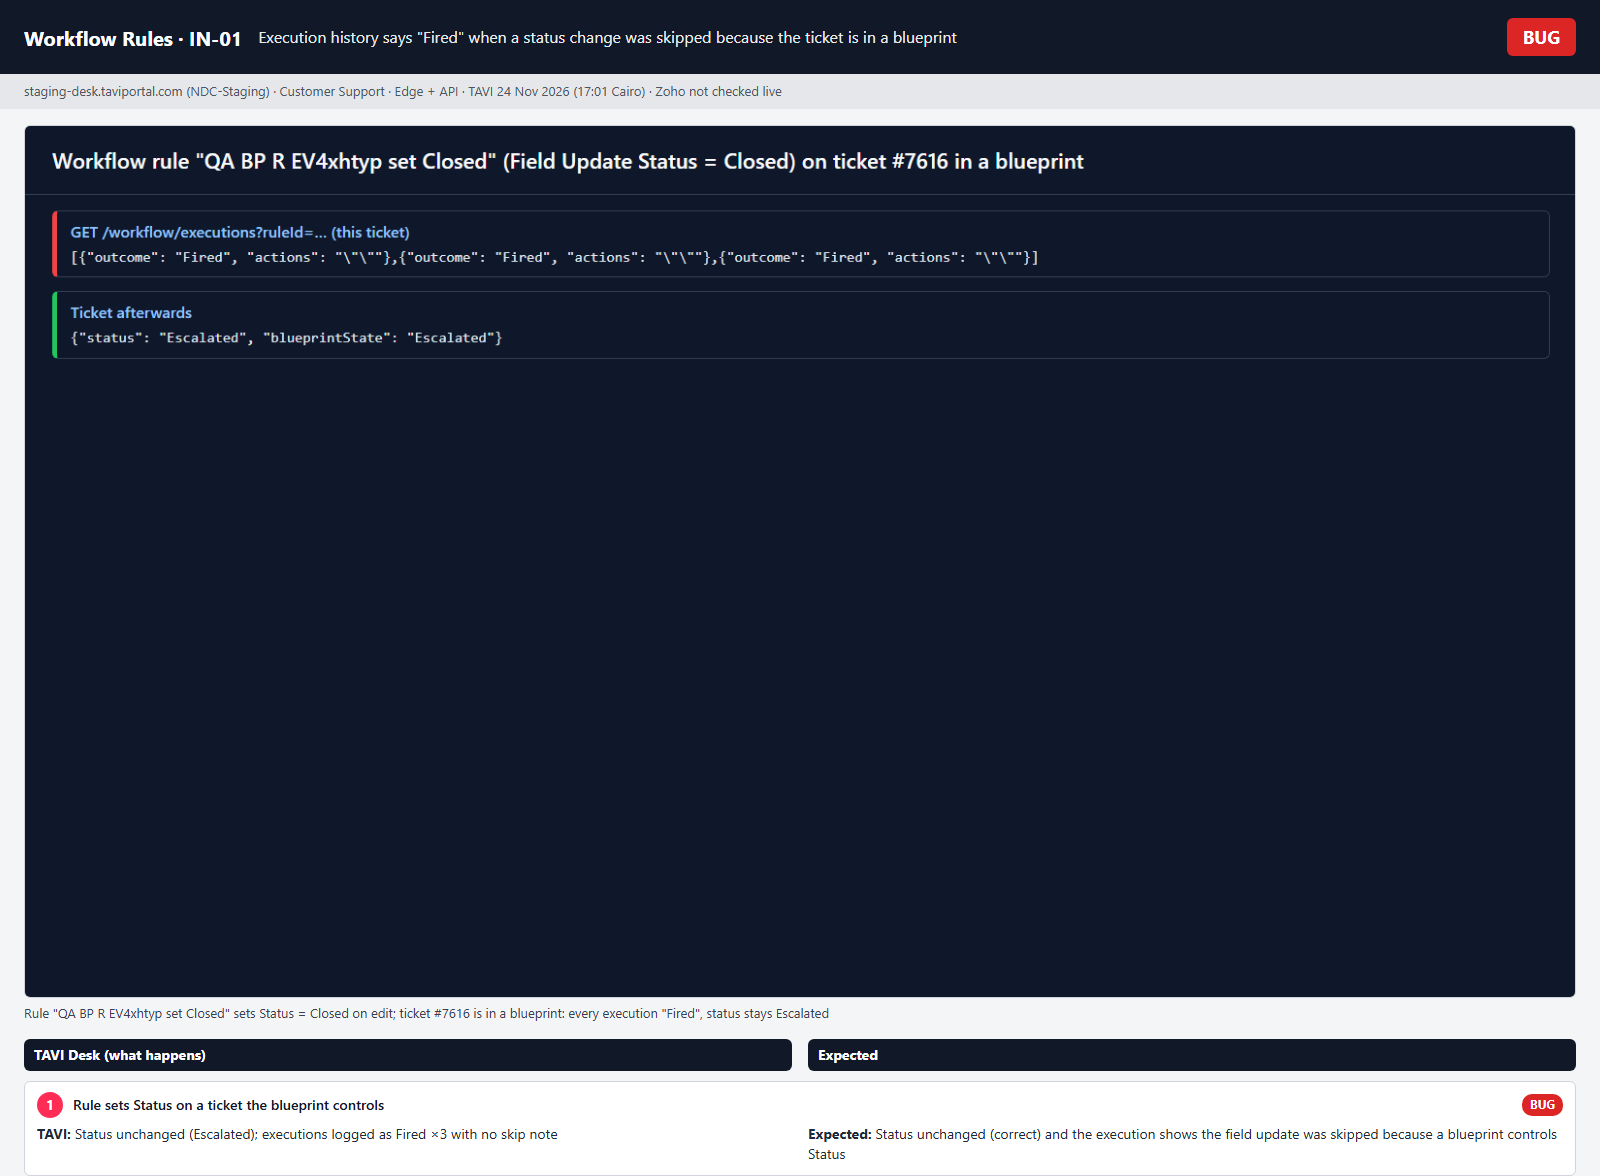 Workflow Rules · IN-01 Execution history says "Fired" when a status change was skipped because the ticket is in a blueprint BUG
staging-desk.taviportal.com (NDC-Staging) · Customer Support · Edge + API · TAVI 24 Nov 2026 (17:01 Cairo) · Zoho not checked live
Workflow rule "QA BP R EV4xhtyp set Closed" (Field Update Status = Closed) on ticket #7616 in a blueprint
GET /workflow/executions?ruleId=... (this ticket)
[{"outcome": "Fired", "actions": "\"\""},{"outcome": "Fired", "actions": "\"\""},{"outcome": "Fired", "actions": "\"\""}]
Ticket afterwards
{"status": "Escalated", "blueprintState": "Escalated"}
Rule "QA BP R EV4xhtyp set Closed" sets Status = Closed on edit; ticket #7616 is in a blueprint: every execution "Fired", status stays Escalated
TAVI Desk (what happens)
Expected
1 Rule sets Status on a ticket the blueprint controls BUG
TAVI: Status unchanged (Escalated); executions logged as Fired ×3 with no skip note
Expected: Status unchanged (correct) and the execution shows the field update was skipped because a blueprint controls
Status